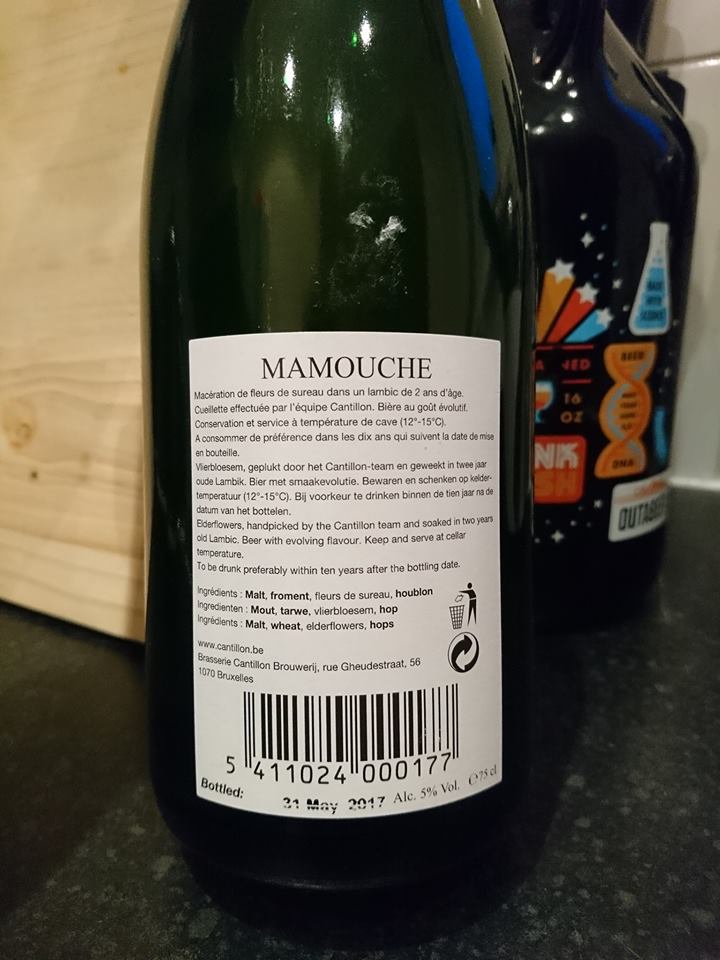 MAMOUCHE
Macération de fleurs de sureau dans un lambic de 2 ans d'âge.
Cueillette effectuée par l'équipe Cantillon. Bière au goût évolutif.
Conservation et service à température de cave (12°-15°C).
A consommer de préférence dans les dix ans qui suivent la date de mise
en bouteille.
Vlierbloesem, geplukt door het Cantillon-team en geweekt in twee jaar
oude Lambik. Bier met smaakevolutie. Bewaren en schenken op kelder-
temperatuur (12°-15°C). Bij voorkeur te drinken binnen de tien jaar na de
datum van het bottelen.
Elderflowers, handpicked by the Cantillon team and soaked in two years
old Lambic. Beer with evolving flavour. Keep and serve at cellar
temperature.
To be drunk preferably within ten years after the bottling date.
Ingrédients : Malt, froment, fleurs de sureau, houblon
Ingredienten : Mout, tarwe, vlierbloesem, hop
Ingrédients : Malt, wheat, elderflowers, hops
www.cantillon.be
Brasserie Cantillon Brouwerij, rue Gheudestraat, 56
1070 Bruxelles
5 411024 000177
Bottled: 31 May 2017 Alc. 5% Vol. ℮75 cl
MADE
WITH
16
OZ
BEER
DNA